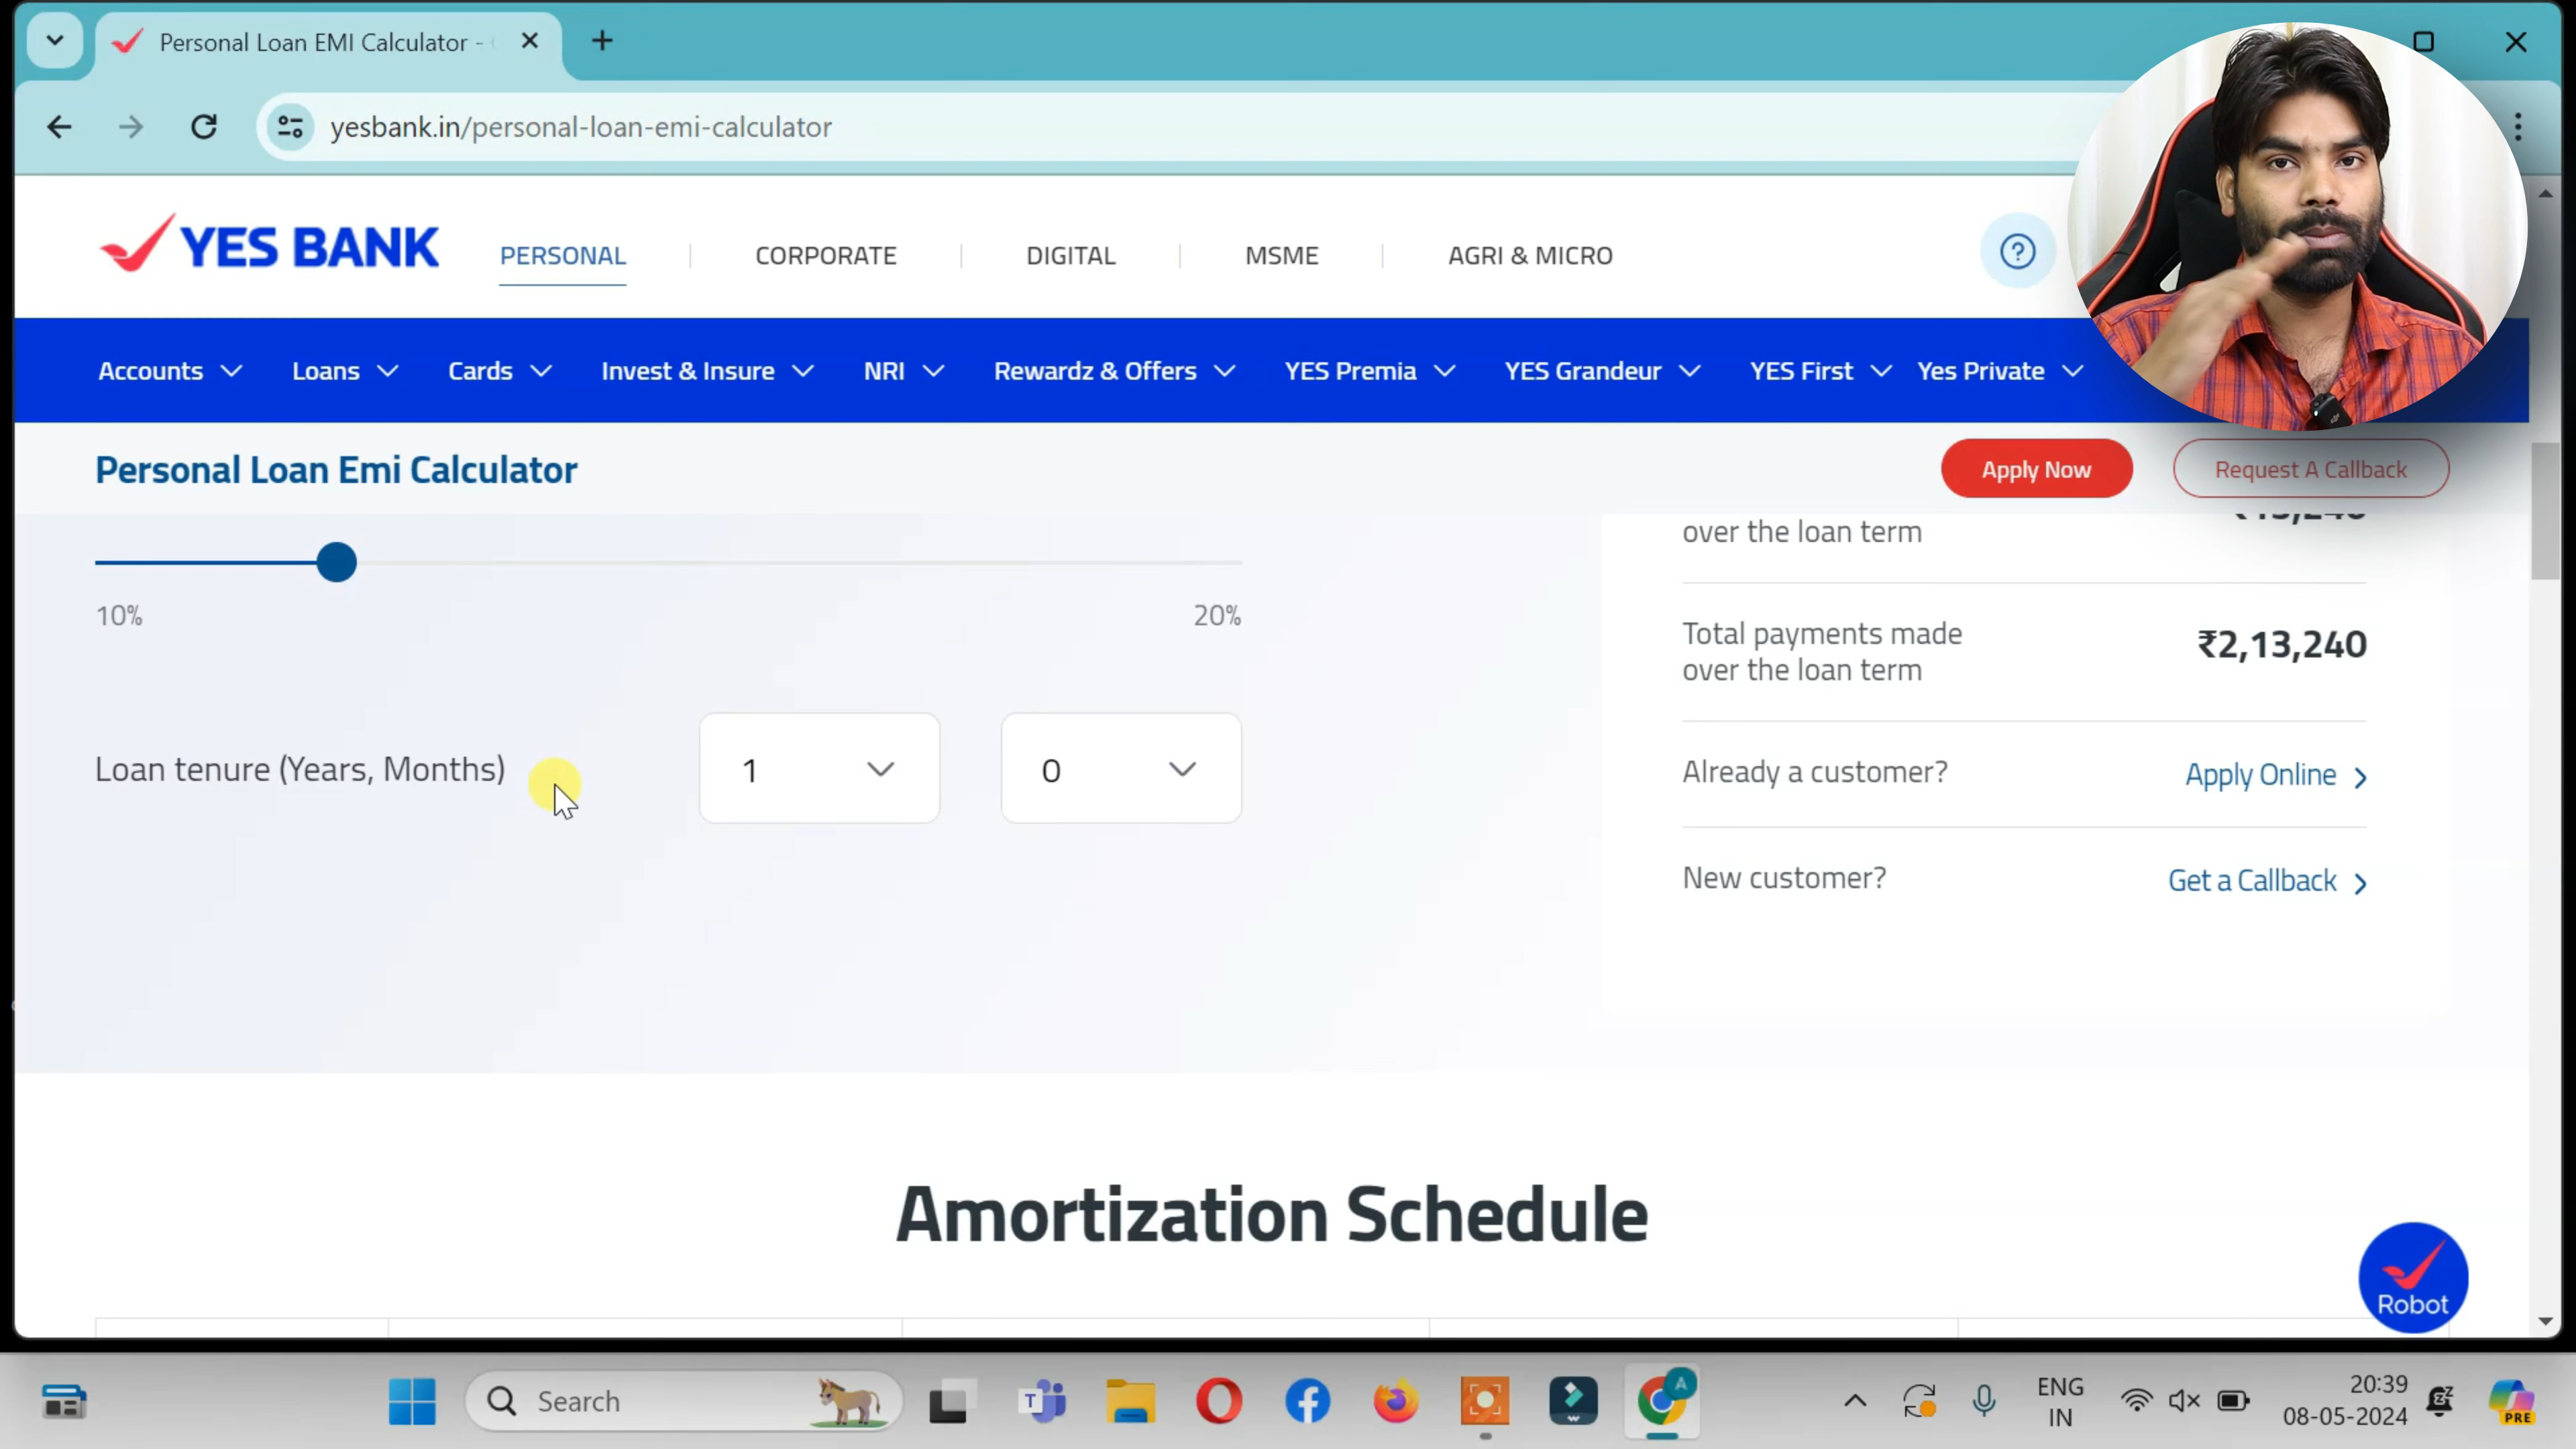 Personal Loan EMI Calculator -
yesbank.in/personal-loan-emi-calculator
YES BANK
PERSONAL
CORPORATE
DIGITAL
MSME
AGRI & MICRO
Accounts
Loans
Cards
Invest & Insure
NRI
Rewardz & Offers
YES Premia
YES Grandeur
YES First
Yes Private
Personal Loan Emi Calculator
Apply Now
Request A Callback
10%
20%
Loan tenure (Years, Months)
1
0
over the loan term
Total payments made
over the loan term
₹2,13,240
Already a customer?
Apply Online
New customer?
Get a Callback
Amortization Schedule
Robot
Search
ENG
IN
20:39
08-05-2024
PRE